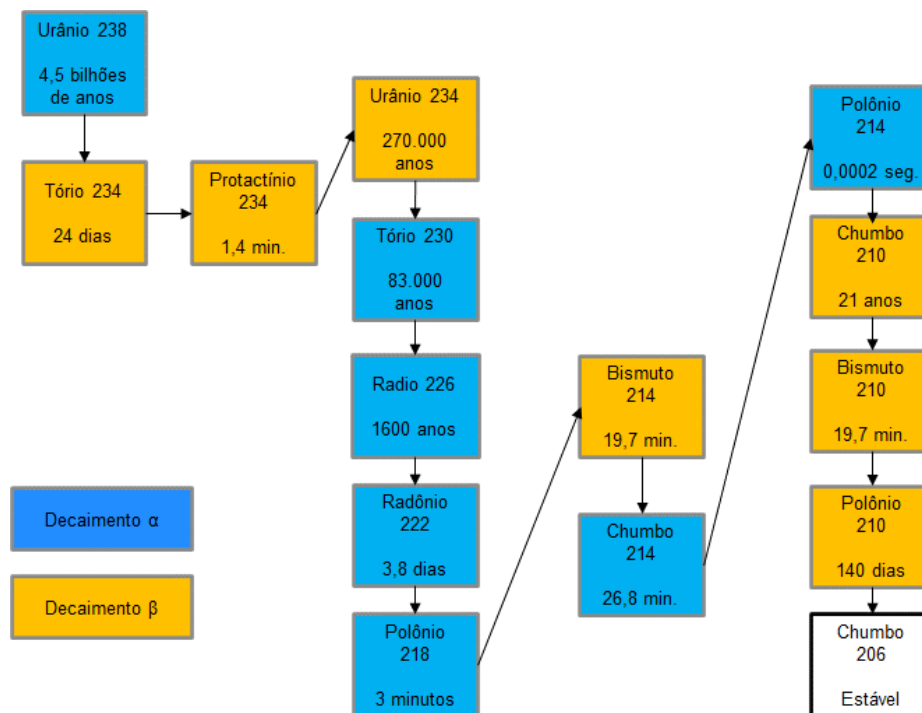 Urânio 238
4,5 bilhões
de anos
Tório 234
24 dias
Protactínio
234
1,4 min.
Urânio 234
270.000
anos
Tório 230
83.000
anos
Radio 226
1600 anos
Radônio
222
3,8 dias
Polônio
218
3 minutos
Bismuto
214
19,7 min.
Chumbo
214
26,8 min.
Polônio
214
0,0002 seg.
Chumbo
210
21 anos
Bismuto
210
19,7 min.
Polônio
210
140 dias
Chumbo
206
Estável
Decaimento α
Decaimento β